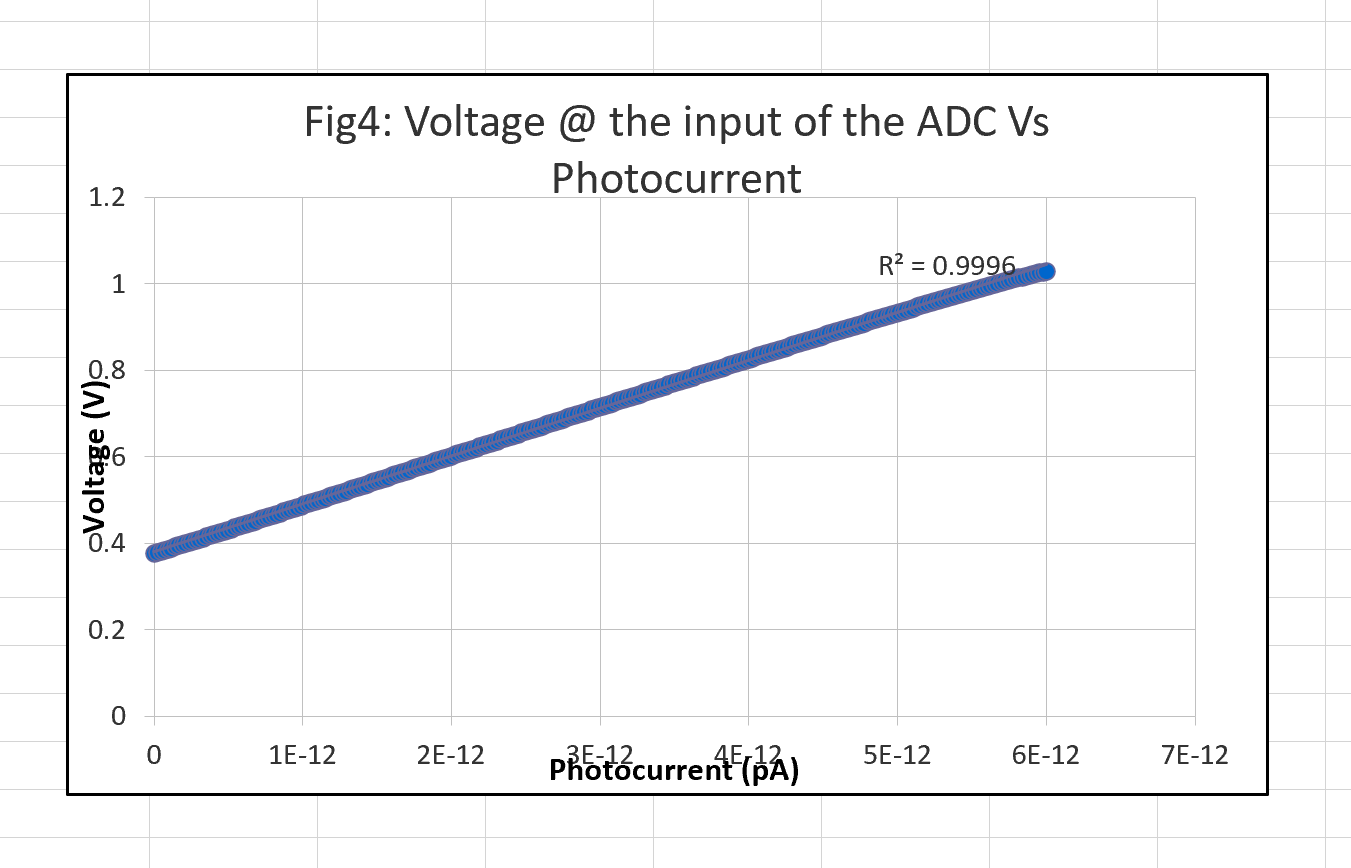 Fig4: Voltage @ the input of the ADC Vs
Photocurrent
1.2
1
0.8
0.6
0.4
0.2
0
Voltage (V)
R² = 0.9996
0 1E-12 2E-12 3E-12 4E-12 5E-12 6E-12 7E-12
Photocurrent (pA)